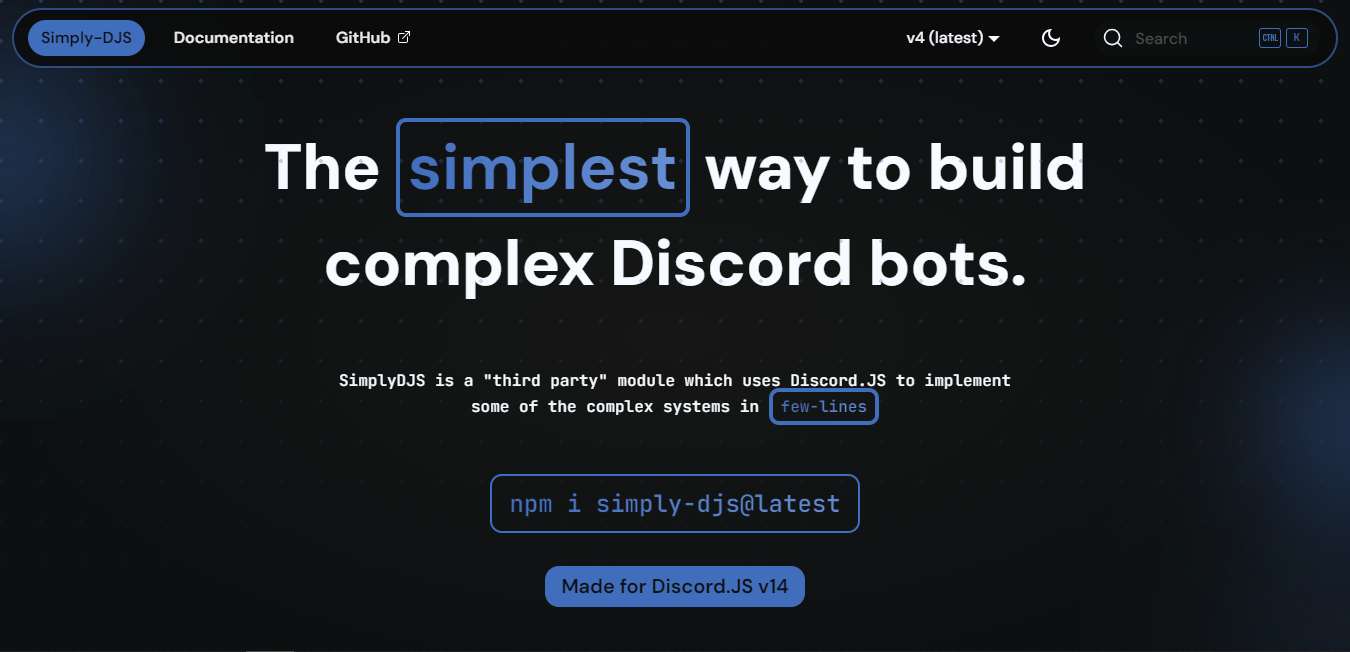 Simply-DJS Documentation GitHub v4 (latest) Search CTRL K
The simplest way to build
complex Discord bots.
SimplyDJS is a "third party" module which uses Discord.JS to implement
some of the complex systems in few-lines
npm i simply-djs@latest
Made for Discord.JS v14